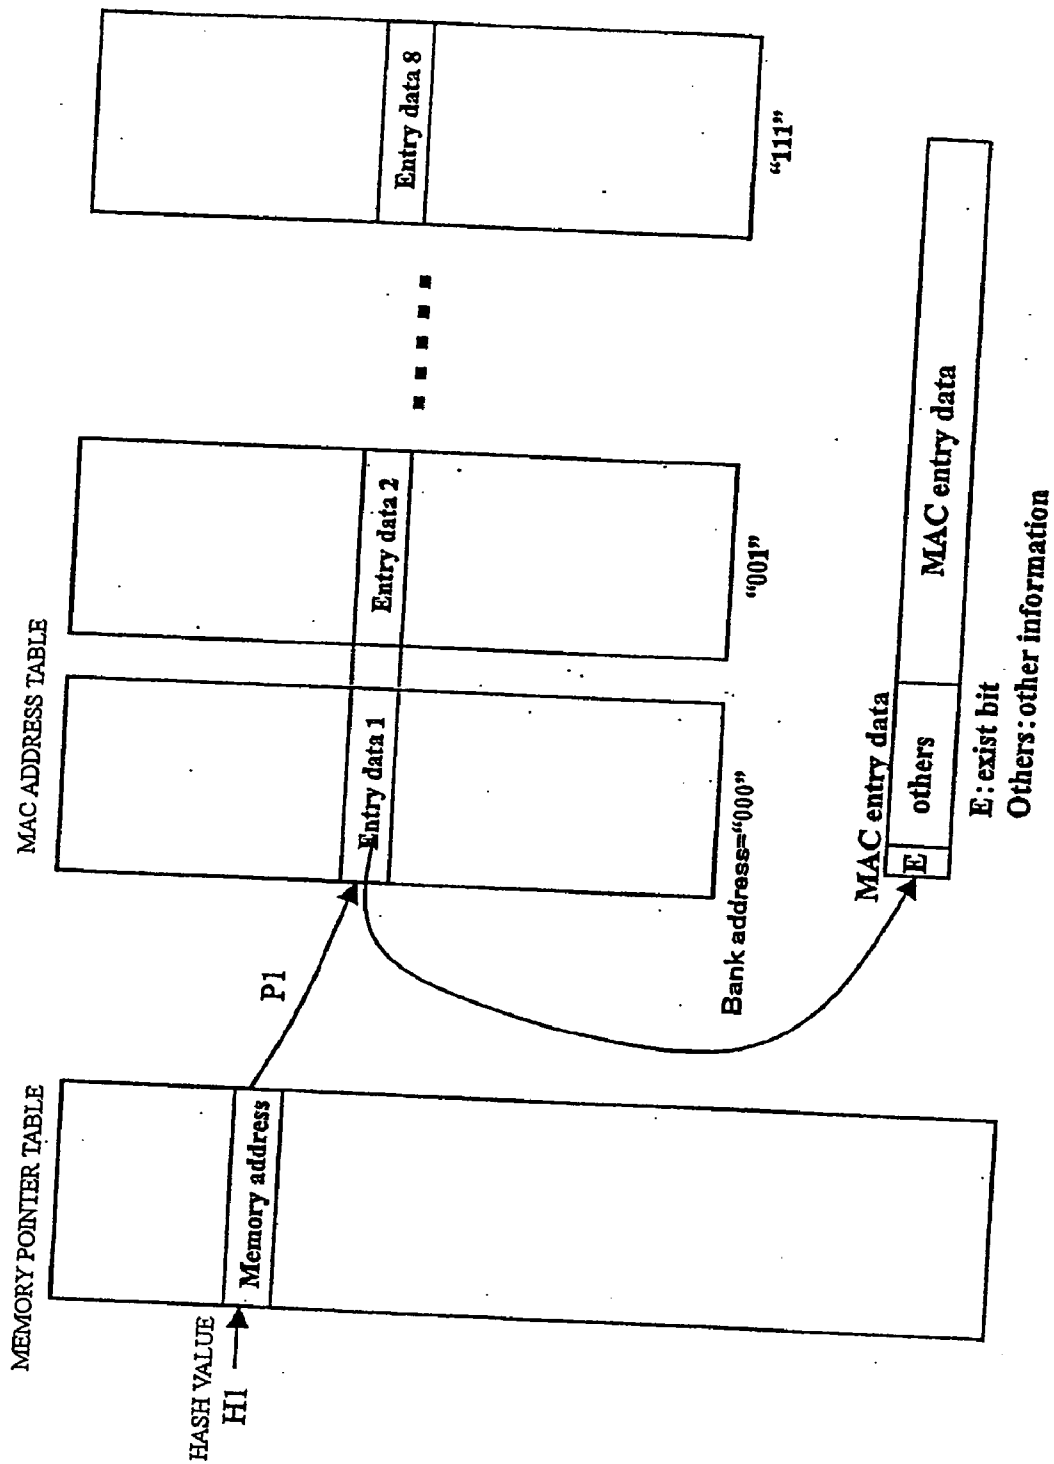 MEMORY POINTER TABLE
MAC ADDRESS TABLE
HASH VALUE
H1
Memory address
P1
Entry data 1
Entry data 2
Entry data 8
Bank address="000"
"001"
"111"
MAC entry data
E
others
MAC entry data
E : exist bit
Others : other information